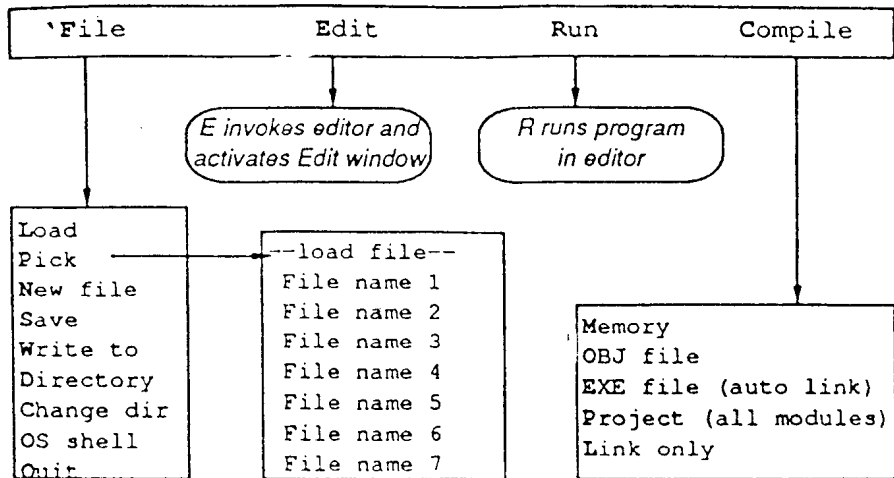 File Edit Run Compile
E invokes editor and
activates Edit window
R runs program
in editor
Load
Pick
New file
Save
Write to
Directory
Change dir
OS shell
Quit
--load file--
File name 1
File name 2
File name 3
File name 4
File name 5
File name 6
File name 7
Memory
OBJ file
EXE file (auto link)
Project (all modules)
Link only